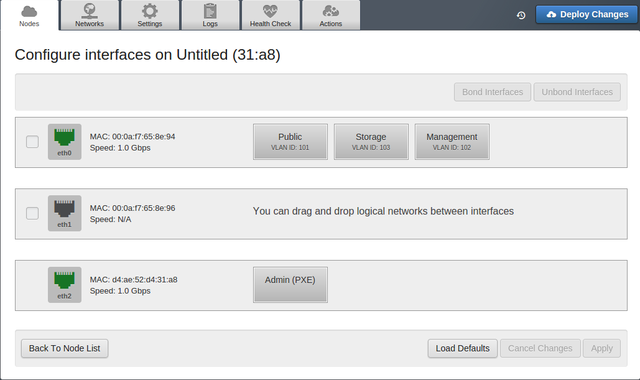 Nodes
Networks
Settings
Logs
Health Check
Actions
Deploy Changes
Configure interfaces on Untitled (31:a8)
Bond Interfaces
Unbond Interfaces
eth0
MAC: 00:0a:f7:65:8e:94
Speed: 1.0 Gbps
Public
VLAN ID: 101
Storage
VLAN ID: 103
Management
VLAN ID: 102
eth1
MAC: 00:0a:f7:65:8e:96
Speed: N/A
You can drag and drop logical networks between interfaces
eth2
MAC: d4:ae:52:d4:31:a8
Speed: 1.0 Gbps
Admin (PXE)
Back To Node List
Load Defaults
Cancel Changes
Apply